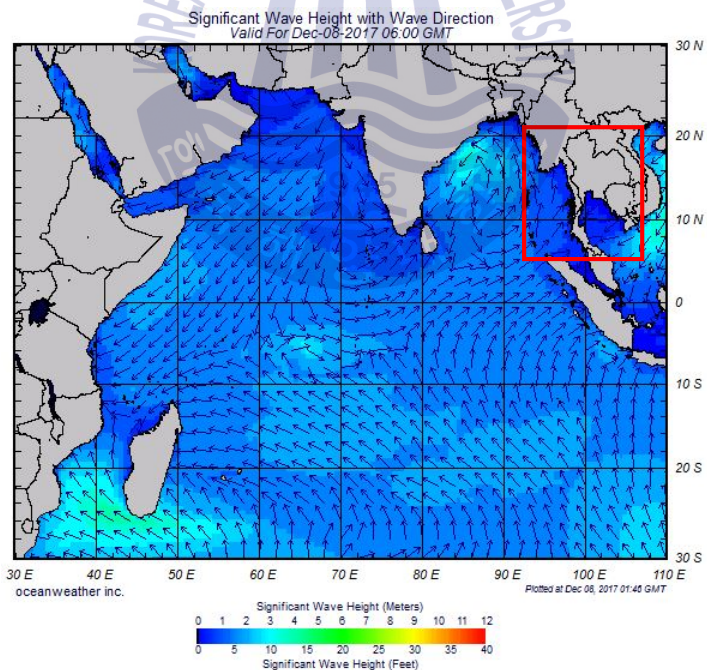 Significant Wave Height with Wave Direction
Valid For Dec-08-2017 06:00 GMT
30 N
20 N
10 N
0
10 S
20 S
30 S
30 E 40 E 50 E 60 E 70 E 80 E 90 E 100 E 110 E
oceanweather inc.
Plotted at Dec 08, 2017 01:46 GMT
Significant Wave Height (Meters)
0 1 2 3 4 5 6 7 8 9 10 11 12
0 5 10 15 20 25 30 35 40
Significant Wave Height (Feet)